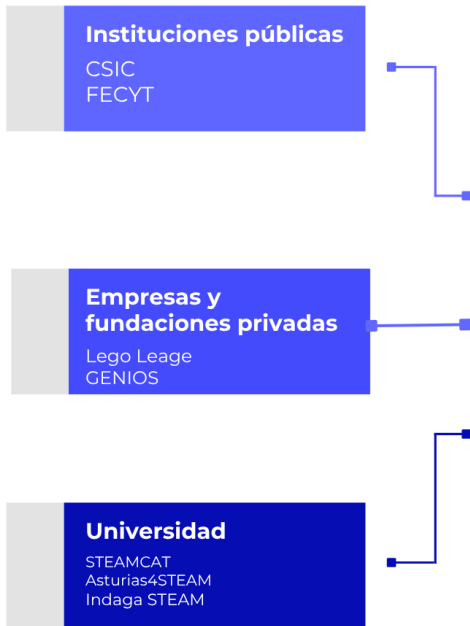 Instituciones públicas
CSIC
FECYT
Empresas y
fundaciones privadas
Lego Leage
GENIOS
Universidad
STEAMCAT
Asturias4STEAM
Indaga STEAM